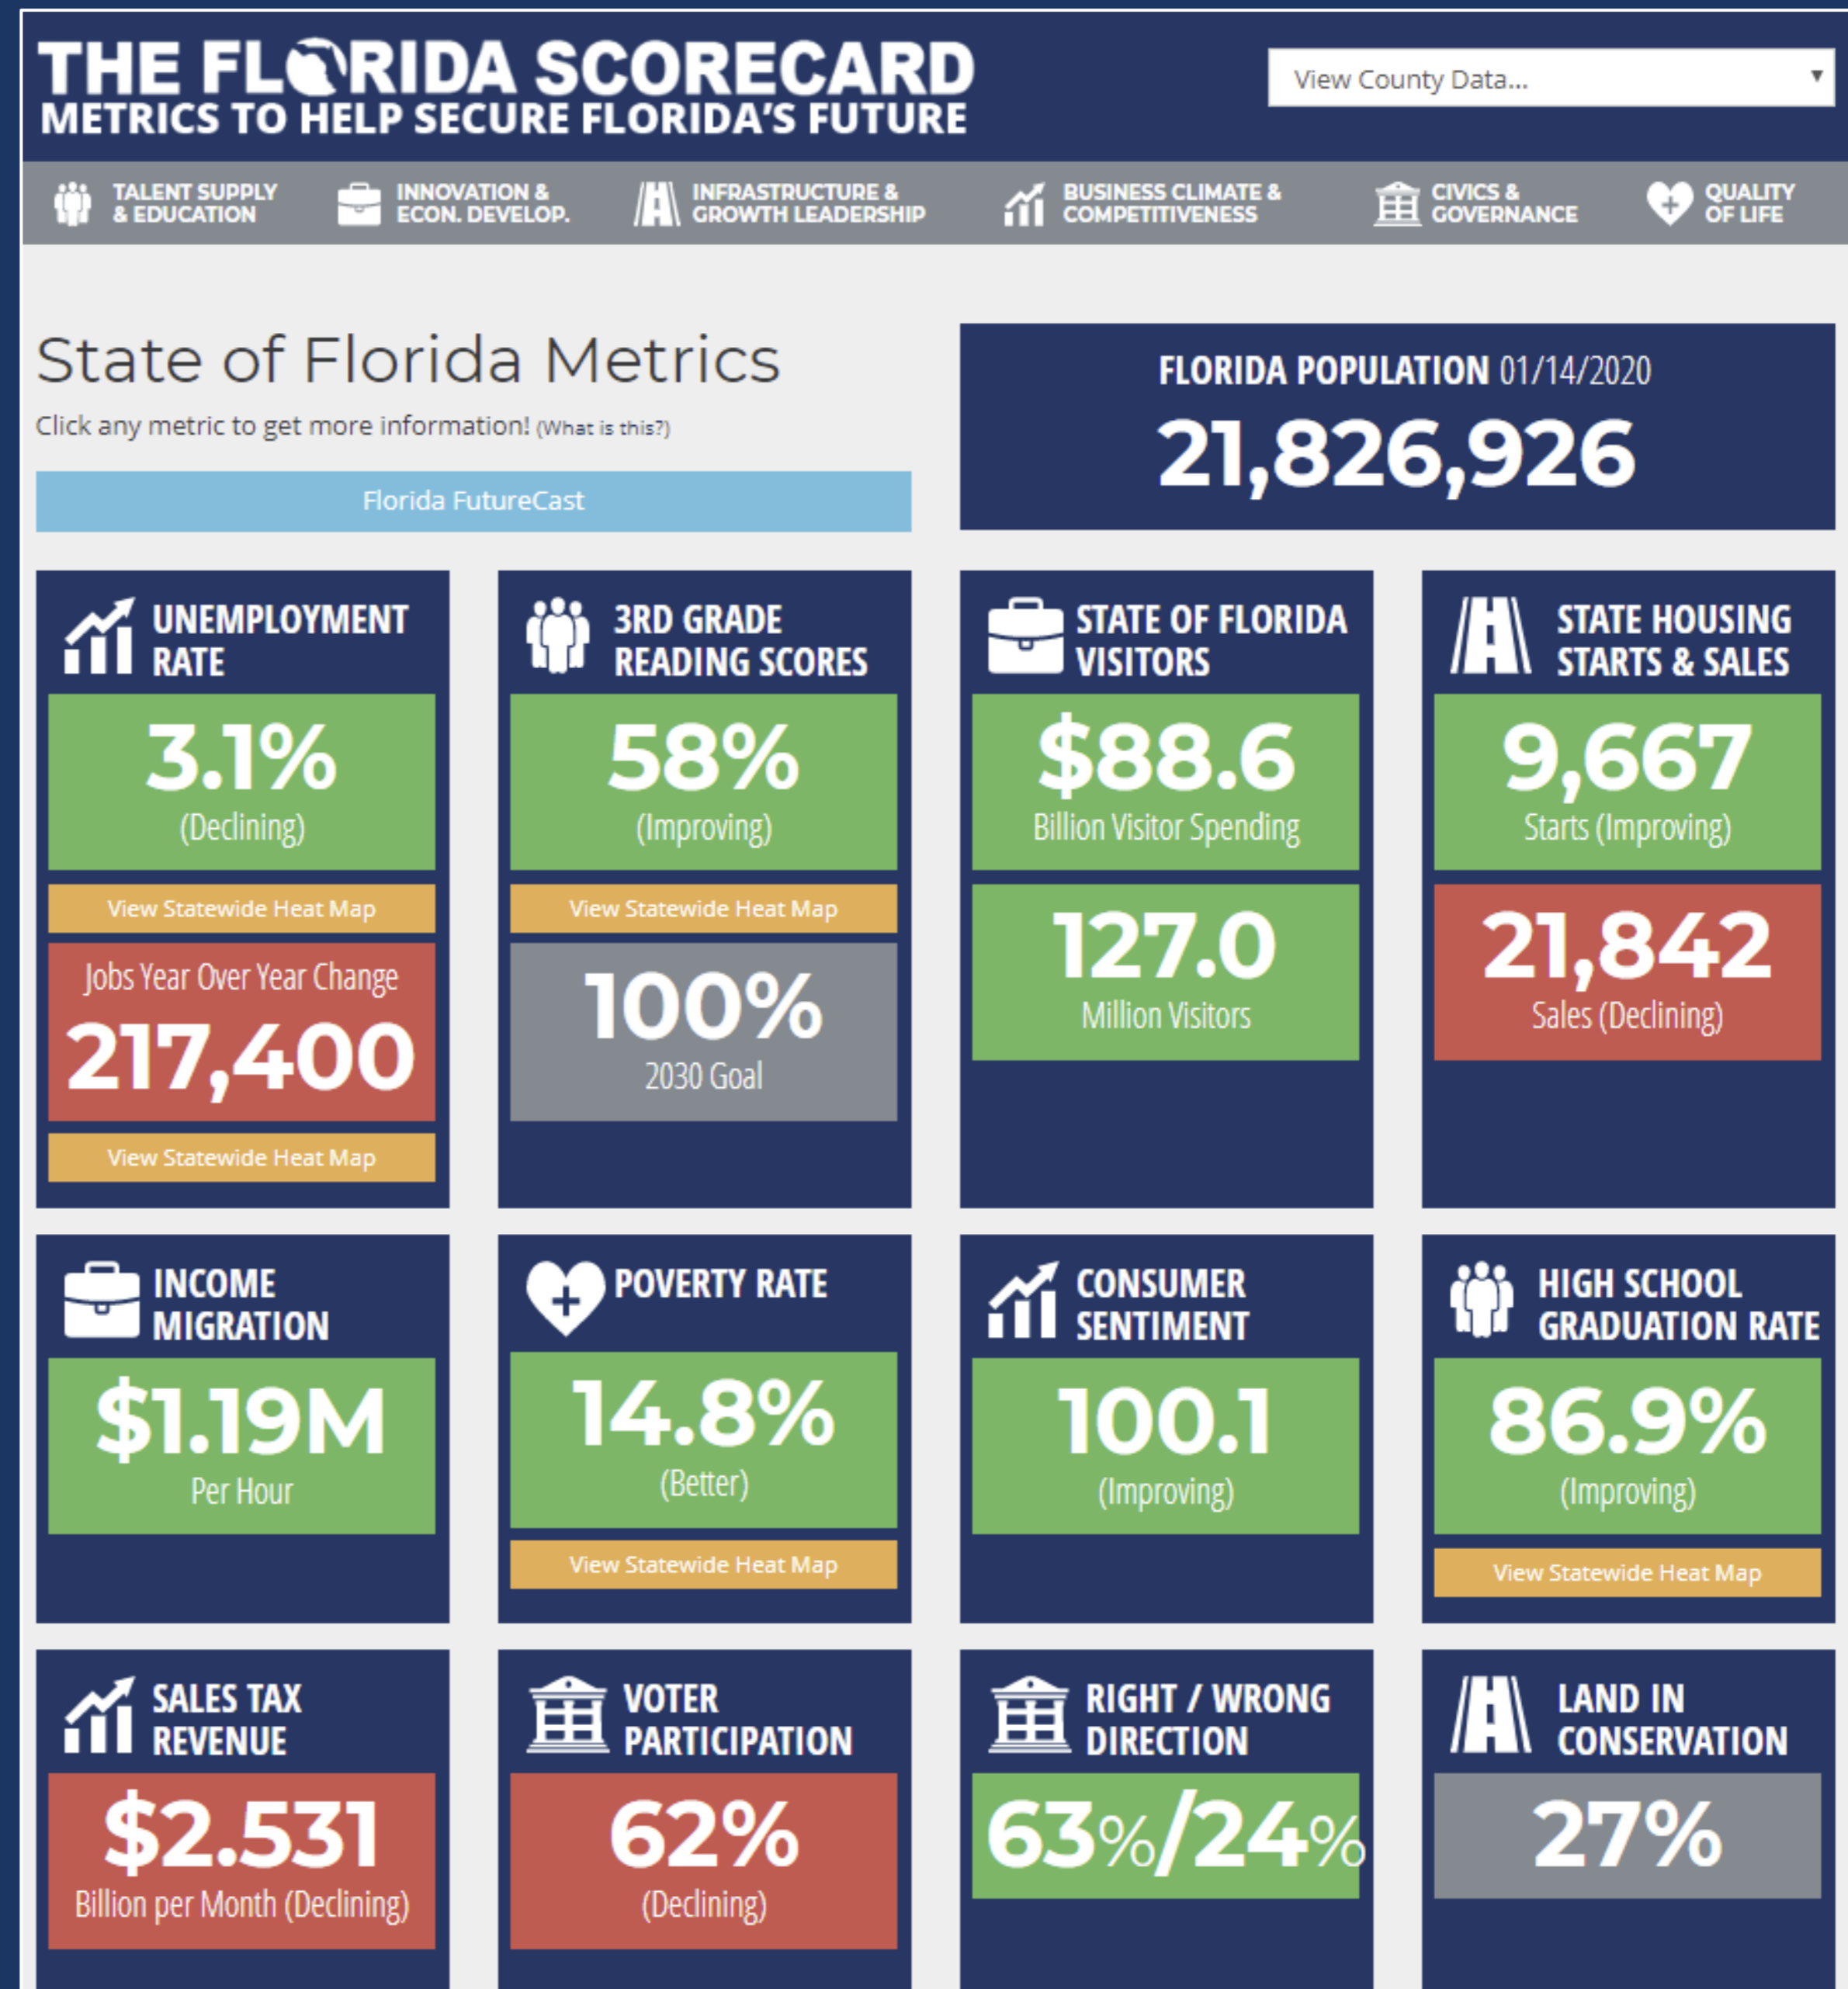 THE FLORIDA SCORECARD
METRICS TO HELP SECURE FLORIDA'S FUTURE
View County Data...
TALENT SUPPLY
& EDUCATION
INNOVATION &
ECON. DEVELOP.
INFRASTRUCTURE &
GROWTH LEADERSHIP
BUSINESS CLIMATE &
COMPETITIVENESS
CIVICS &
GOVERNANCE
QUALITY
OF LIFE
State of Florida Metrics
Click any metric to get more information! (What is this?)
Florida FutureCast
FLORIDA POPULATION 01/14/2020
21,826,926
UNEMPLOYMENT
RATE
3.1%
(Declining)
View Statewide Heat Map
Jobs Year Over Year Change
217,400
View Statewide Heat Map
3RD GRADE
READING SCORES
58%
(Improving)
View Statewide Heat Map
100%
2030 Goal
STATE OF FLORIDA
VISITORS
$88.6
Billion Visitor Spending
127.0
Million Visitors
STATE HOUSING
STARTS & SALES
9,667
Starts (Improving)
21,842
Sales (Declining)
INCOME
MIGRATION
$1.19M
Per Hour
POVERTY RATE
14.8%
(Better)
View Statewide Heat Map
CONSUMER
SENTIMENT
100.1
(Improving)
HIGH SCHOOL
GRADUATION RATE
86.9%
(Improving)
View Statewide Heat Map
SALES TAX
REVENUE
$2.531
Billion per Month (Declining)
VOTER
PARTICIPATION
62%
(Declining)
RIGHT / WRONG
DIRECTION
63%/24%
LAND IN
CONSERVATION
27%